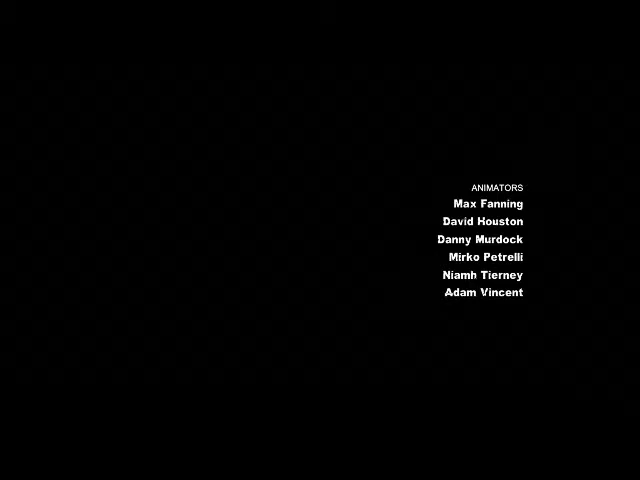 ANIMATORS
Max Fanning
David Houston
Danny Murdock
Mirko Petrelli
Niamh Tierney
Adam Vincent